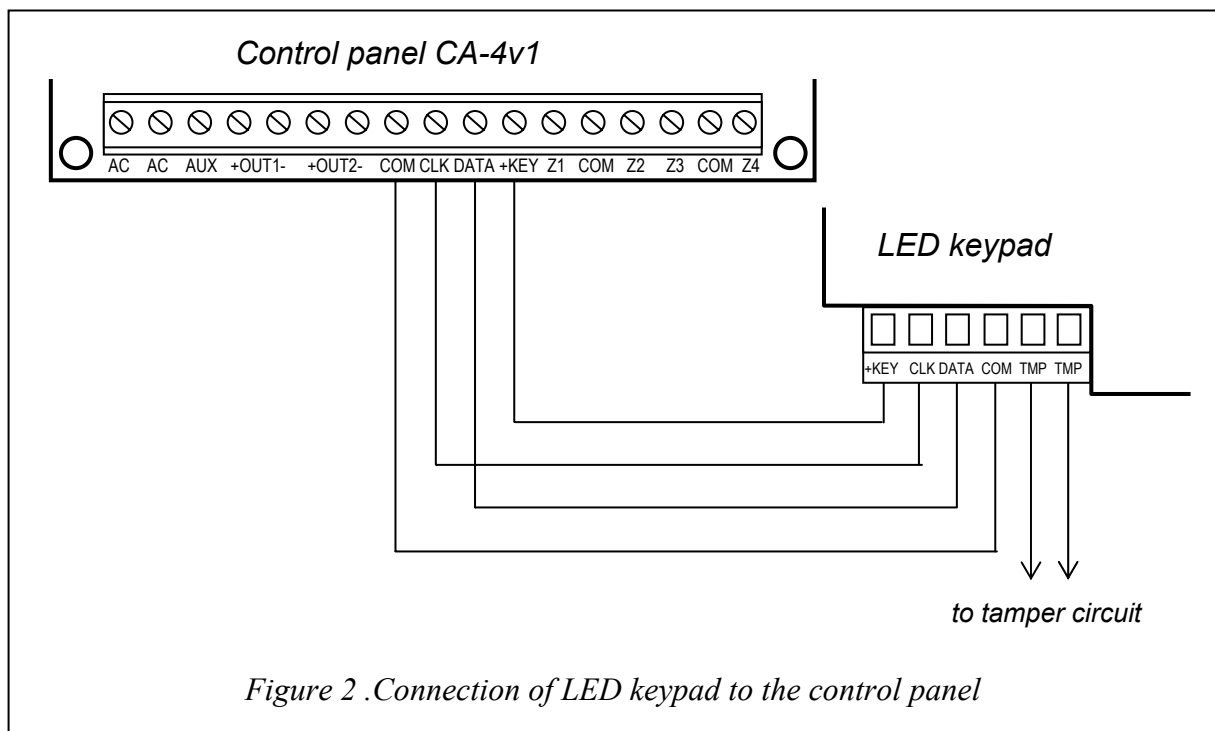 Control panel CA-4v1
AC AC AUX +OUT1- +OUT2- COM CLK DATA +KEY Z1 COM Z2 Z3 COM Z4
LED keypad
+KEY CLK DATA COM TMP TMP
to tamper circuit
Figure 2 .Connection of LED keypad to the control panel